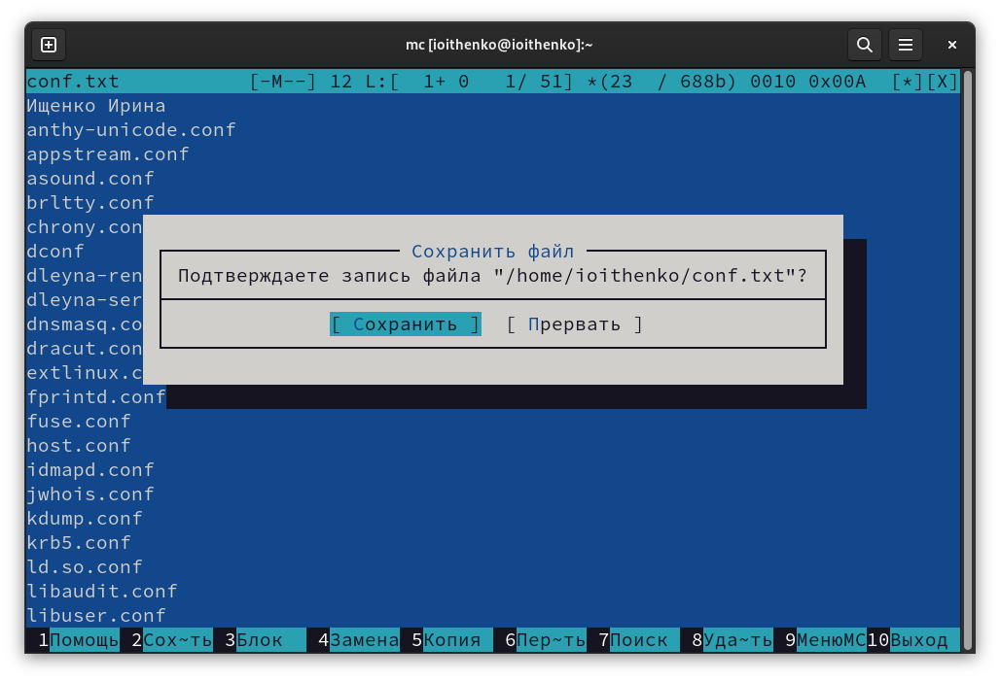 mc [ioithenko@ioithenko]:~
conf.txt [-M--] 12 L:[ 1+ 0 1/ 51] *(23 / 688b) 0010 0x00A [*][X]
Ищенко Ирина
anthy-unicode.conf
appstream.conf
asound.conf
brltty.conf
chrony.con
dconf
Сохранить файл
dleyna-ren
Подтверждаете запись файла "/home/ioithenko/conf.txt"?
dleyna-ser
dnsmasq.co
[ Сохранить ] [ Прервать ]
dracut.con
extlinux.c
fprintd.conf
fuse.conf
host.conf
idmapd.conf
jwhois.conf
kdump.conf
krb5.conf
ld.so.conf
libaudit.conf
libuser.conf
1Помощь 2Сох~ть 3Блок 4Замена 5Копия 6Пер~ть 7Поиск 8Уда~ть 9МенюMC10Выход